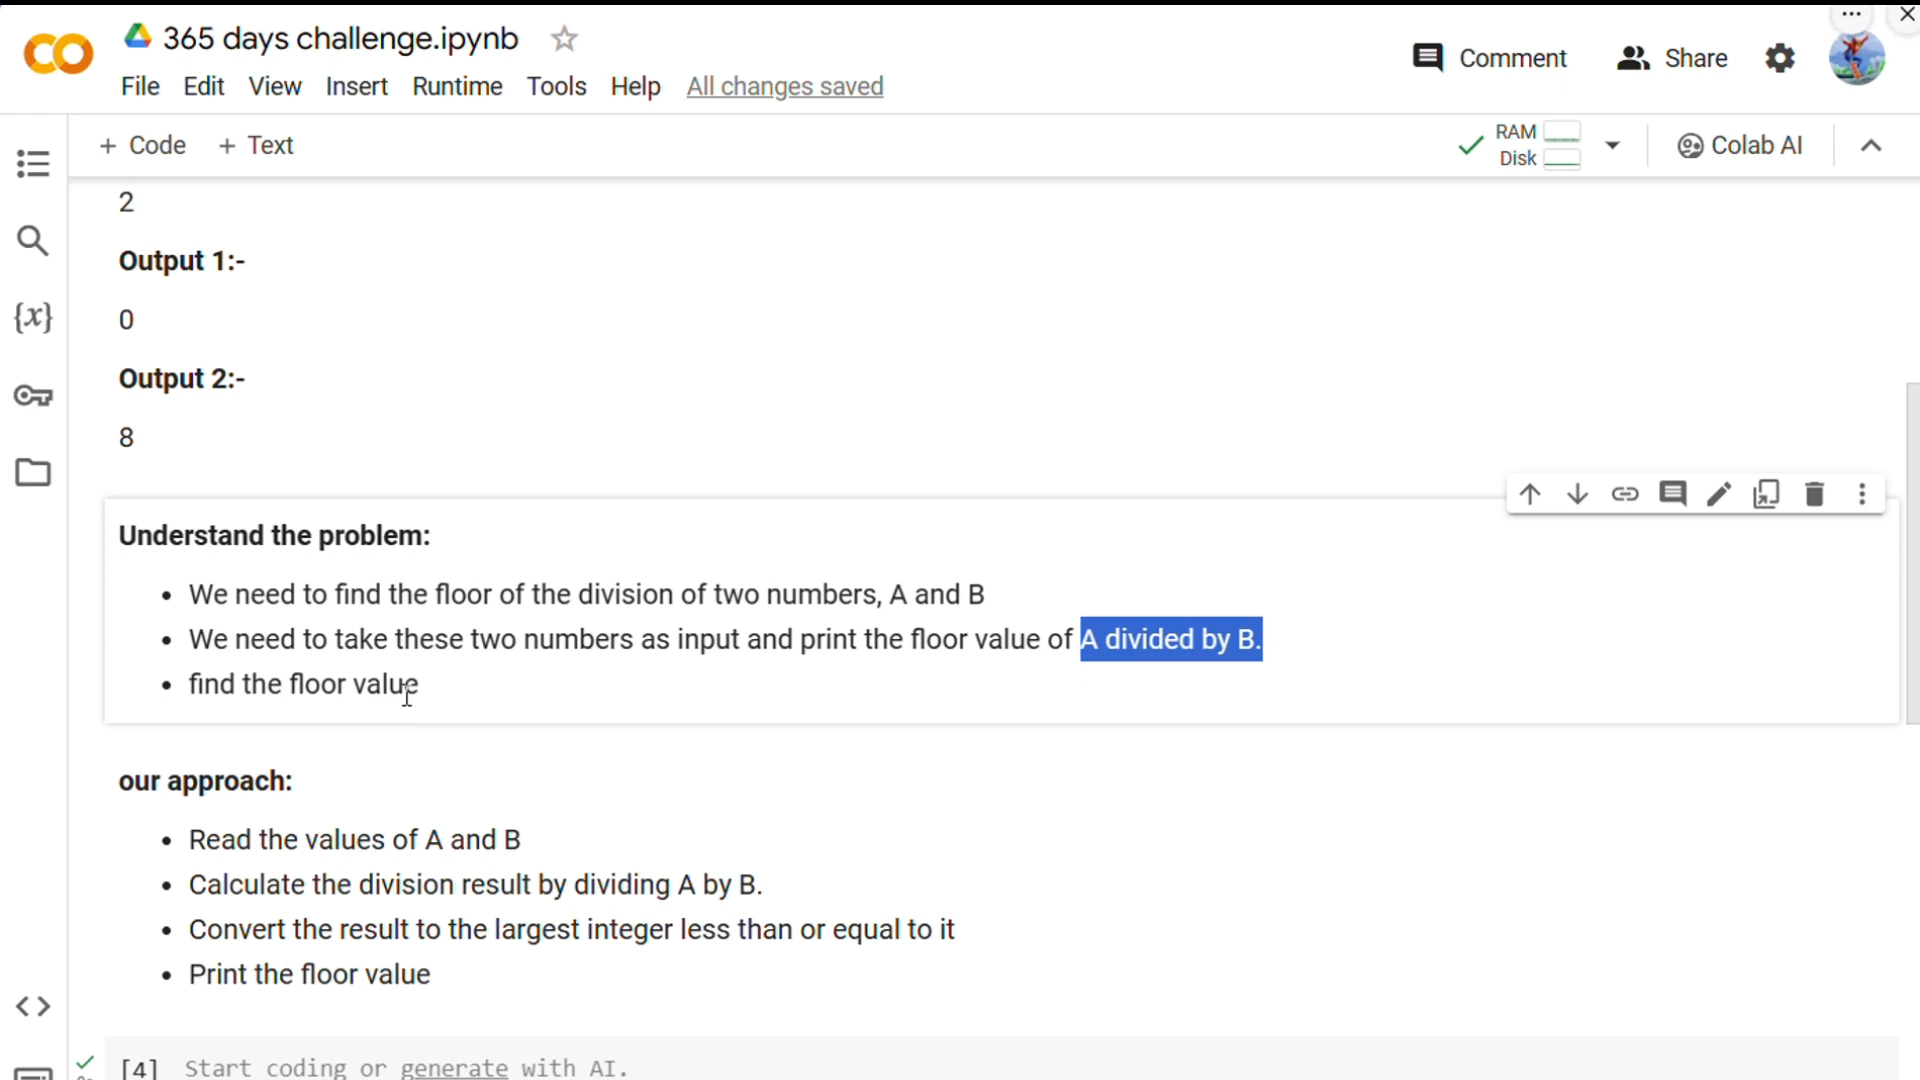 365 days challenge.ipynb
File Edit View Insert Runtime Tools Help All changes saved
Comment Share
+ Code + Text
RAM
Disk
Colab AI
2
Output 1:-
0
Output 2:-
8
Understand the problem:
• We need to find the floor of the division of two numbers, A and B
• We need to take these two numbers as input and print the floor value of A divided by B.
• find the floor value
our approach:
• Read the values of A and B
• Calculate the division result by dividing A by B.
• Convert the result to the largest integer less than or equal to it
• Print the floor value
[4] Start coding or generate with AI.